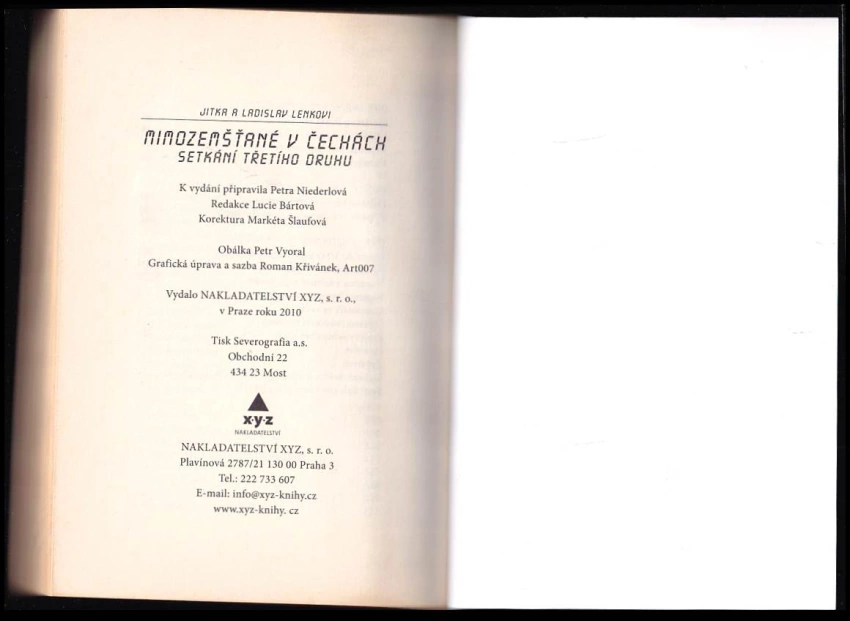 JITKA A LADISLAV LENKOVI
MIMOZEMŠŤANÉ V ČECHÁCH
SETKÁNÍ TŘETÍHO DRUHU
K vydání připravila Petra Niederlová
Redakce Lucie Bártová
Korektura Markéta Šlaufová
Obálka Petr Vyoral
Grafická úprava a sazba Roman Křivánek, Art007
Vydalo NAKLADATELSTVÍ XYZ, s. r. o.,
v Praze roku 2010
Tisk Severografia a.s.
Obchodní 22
434 23 Most
x·y·z
NAKLADATELSTVÍ
NAKLADATELSTVÍ XYZ, s. r. o.
Plavínová 2787/21 130 00 Praha 3
Tel.: 222 733 607
E-mail: info@xyz-knihy.cz
www.xyz-knihy. cz